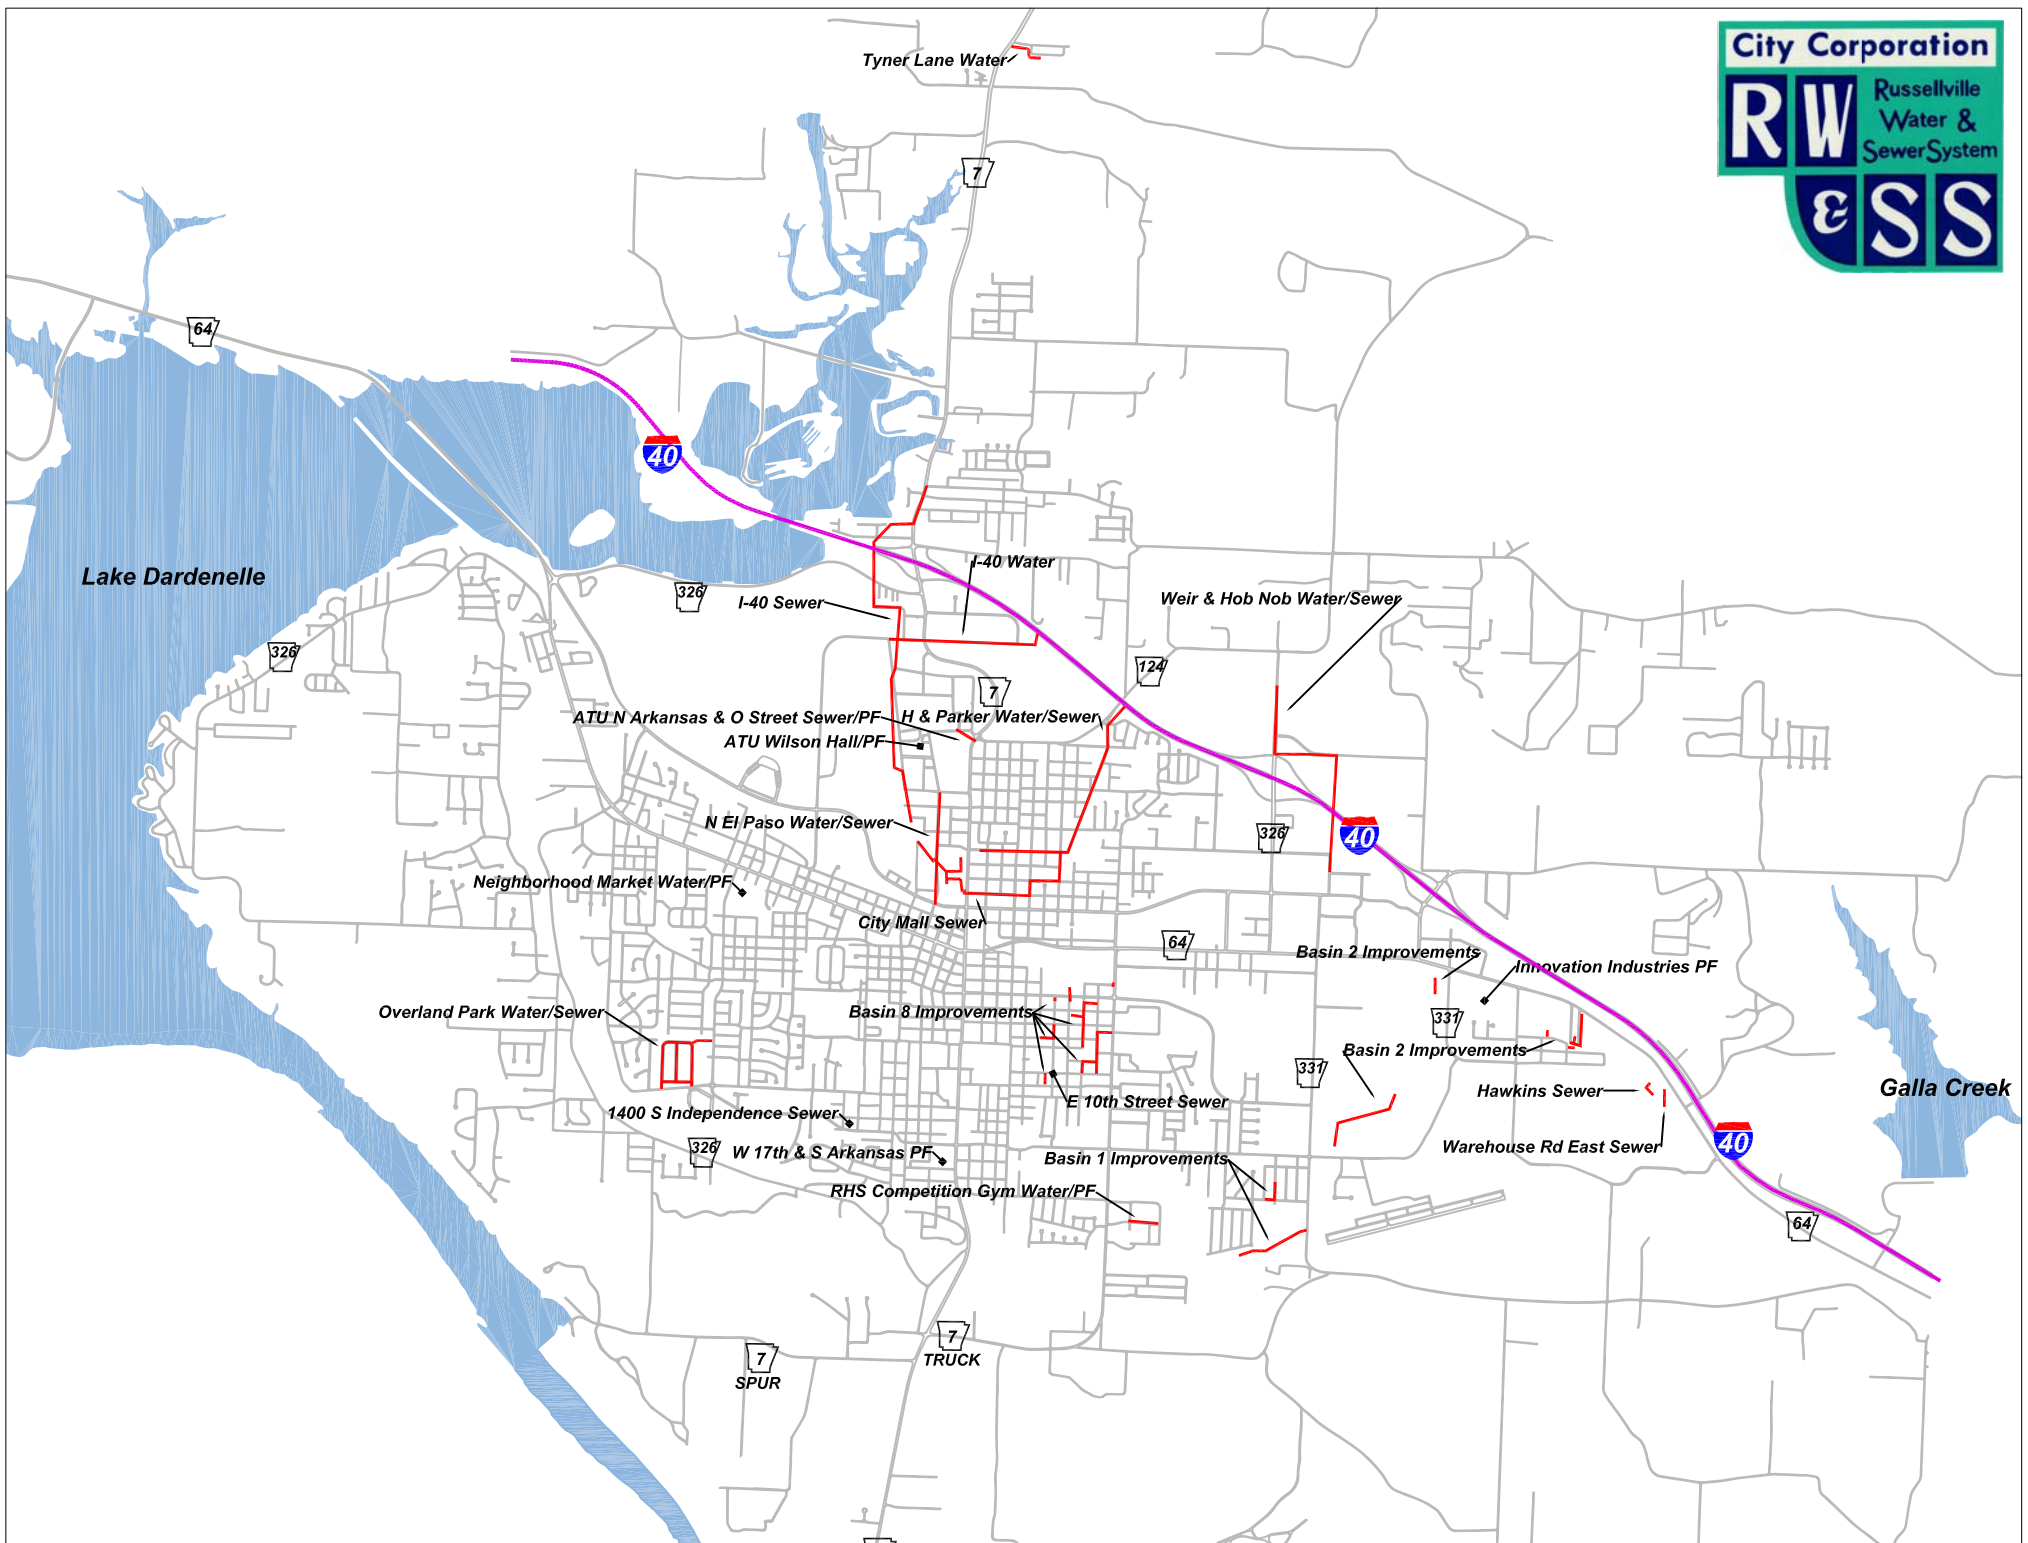 City Corporation
R W
Russellville
Water &
Sewer System
& S S
Tyner Lane Water
7
64
40
Lake Dardenelle
I-40 Water
326
I-40 Sewer
Weir & Hob Nob Water/Sewer
326
124
7
ATU N Arkansas & O Street Sewer/PF
H & Parker Water/Sewer
ATU Wilson Hall/PF
N El Paso Water/Sewer
326
40
Neighborhood Market Water/PF
City Mall Sewer
64
Basin 2 Improvements
Innovation Industries PF
Overland Park Water/Sewer
Basin 8 Improvements
331
Basin 2 Improvements
331
Hawkins Sewer
Galla Creek
E 10th Street Sewer
1400 S Independence Sewer
40
326
W 17th & S Arkansas PF
Warehouse Rd East Sewer
Basin 1 Improvements
RHS Competition Gym Water/PF
64
7
TRUCK
7
SPUR